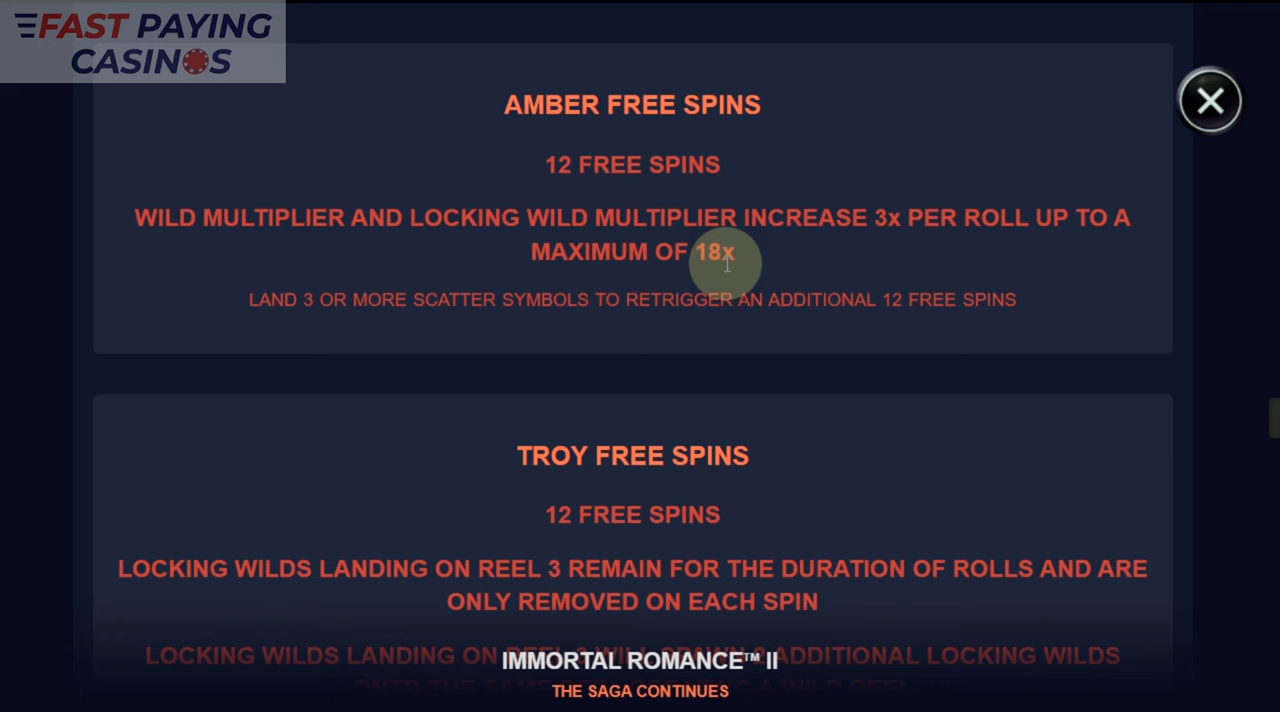 FAST PAYING
CASINOS
AMBER FREE SPINS
12 FREE SPINS
WILD MULTIPLIER AND LOCKING WILD MULTIPLIER INCREASE 3x PER ROLL UP TO A
MAXIMUM OF 18x
LAND 3 OR MORE SCATTER SYMBOLS TO RETRIGGER AN ADDITIONAL 12 FREE SPINS
TROY FREE SPINS
12 FREE SPINS
LOCKING WILDS LANDING ON REEL 3 REMAIN FOR THE DURATION OF ROLLS AND ARE
ONLY REMOVED ON EACH SPIN
LOCKING WILDS LANDING ON ADDITIONAL LOCKING WILDS
IMMORTAL ROMANCE™ II
THE SAGA CONTINUES